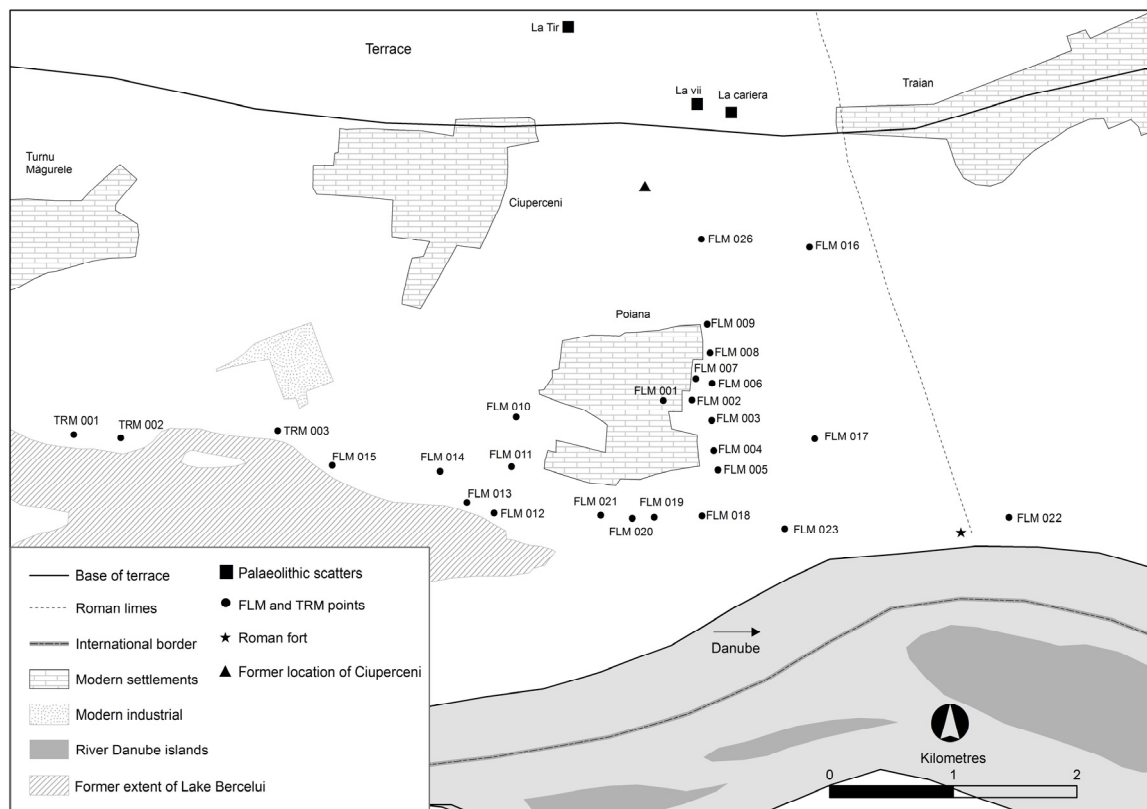 La Tir
Terrace
La vii
La cariera
Traian
Turnu
Mägurele
Ciuperceni
FLM 026
FLM 016
Poiana
FLM 009
FLM 008
FLM 007
FLM 006
FLM 001
FLM 002
FLM 010
FLM 003
TRM 001
TRM 002
TRM 003
FLM 017
FLM 004
FLM 015
FLM 014
FLM 011
FLM 005
FLM 013
FLM 012
FLM 021
FLM 019
FLM 020
FLM 018
FLM 023
FLM 022
Danube
Base of terrace
Roman limes
International border
Modern settlements
Modern industrial
River Danube islands
Former extent of Lake Bercelui
Palaeolithic scatters
FLM and TRM points
Roman fort
Former location of Ciuperceni
Kilometres
0 1 2